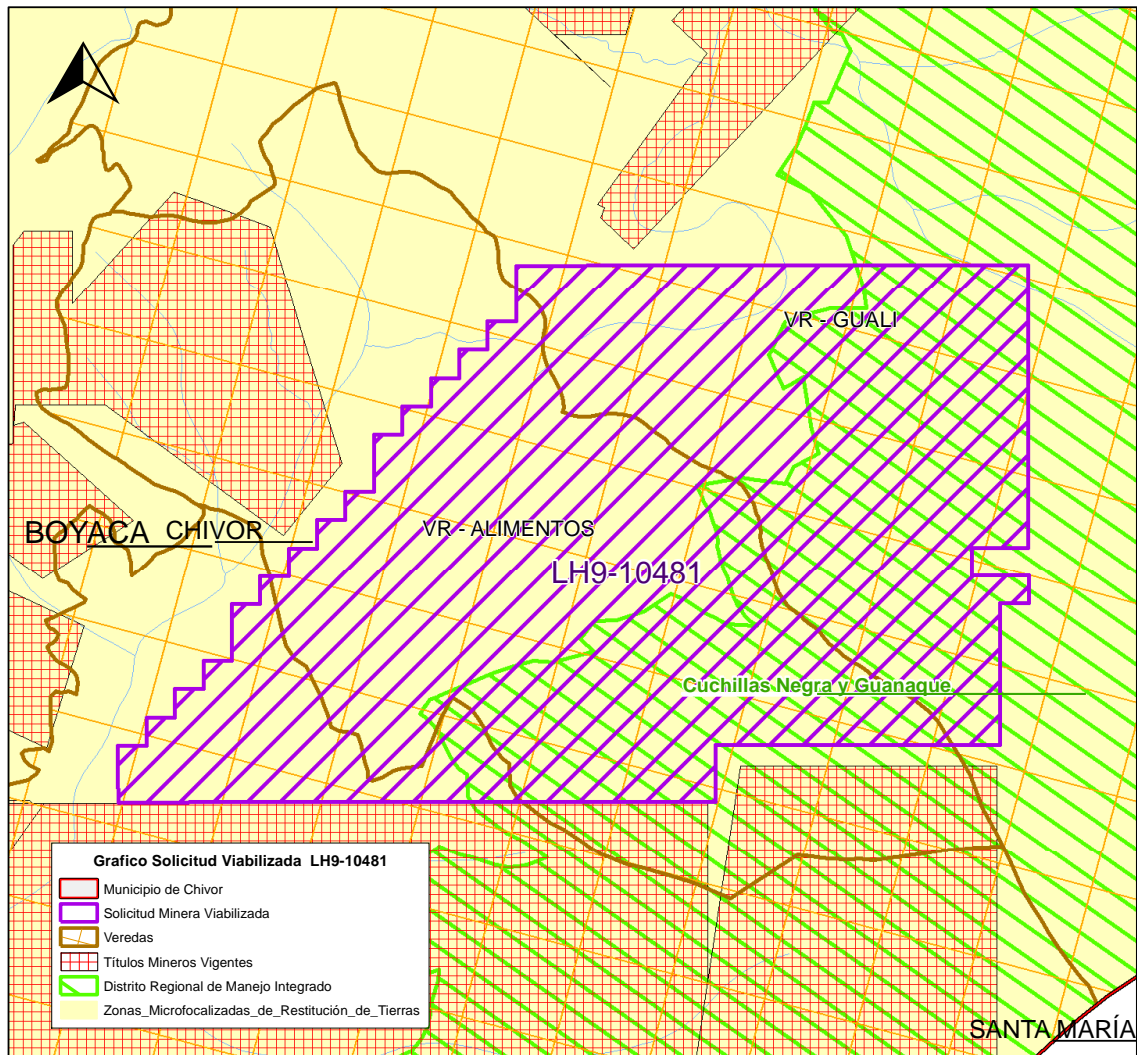 VR - GUALI
BOYACA CHIVOR
VR - ALIMENTOS
LH9-10481
Cuchillas Negra y Guanaque
Grafico Solicitud Viabilizada LH9-10481
Municipio de Chivor
Solicitud Minera Viabilizada
Veredas
Títulos Mineros Vigentes
Distrito Regional de Manejo Integrado
Zonas_Microfocalizadas_de_Restitución_de_Tierras
SANTA MARÍA